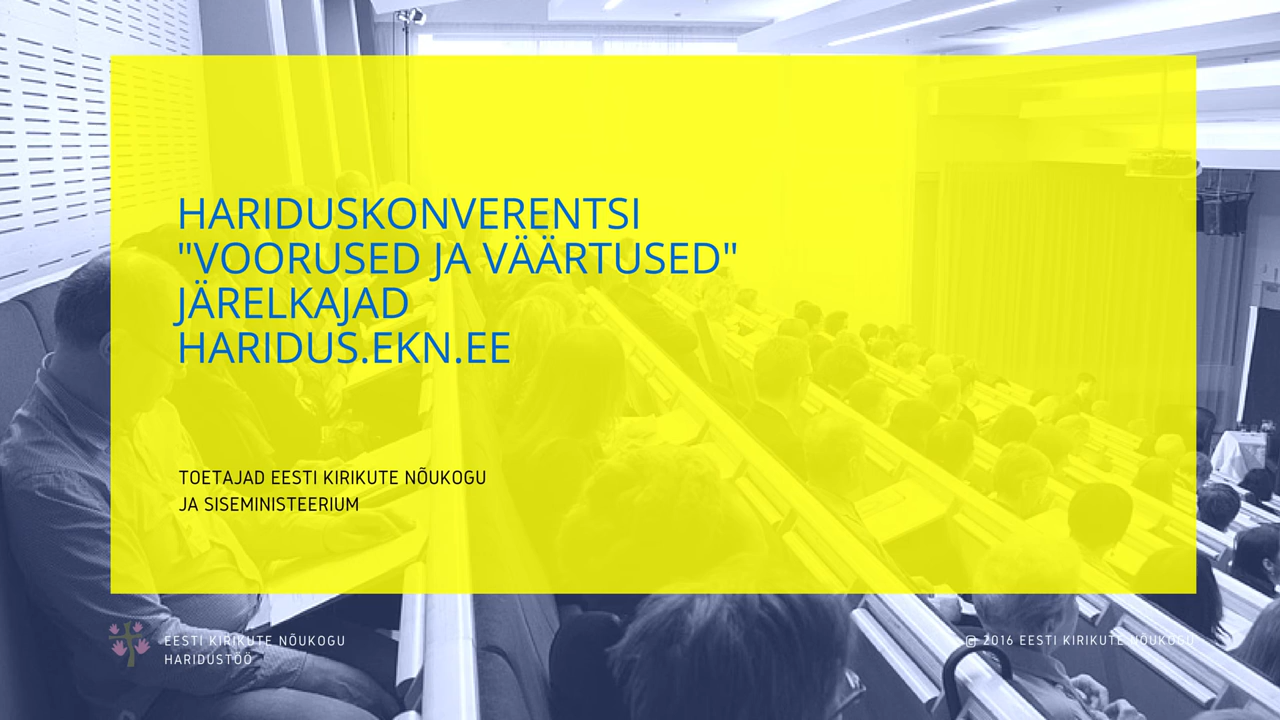 HARIDUSKONVERENTSI
"VOORUSED JA VÄÄRTUSED"
JÄRELKAJAD
HARIDUS.EKN.EE
TOETAJAD EESTI KIRIKUTE NÕUKOGU
JA SISEMINISTEERIUM
EESTI KIRIKUTE NÕUKOGU
HARIDUSTÖÖ
@ 2016 EESTI KIRIKUTE NÕUKOGU